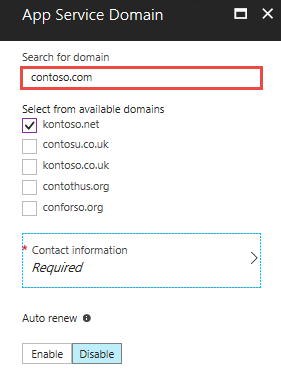 App Service Domain
Search for domain
contoso.com
Select from available domains
kontoso.net
contosu.co.uk
kontoso.co.uk
contothus.org
conforso.org
* Contact information
Required
Auto renew
Enable Disable